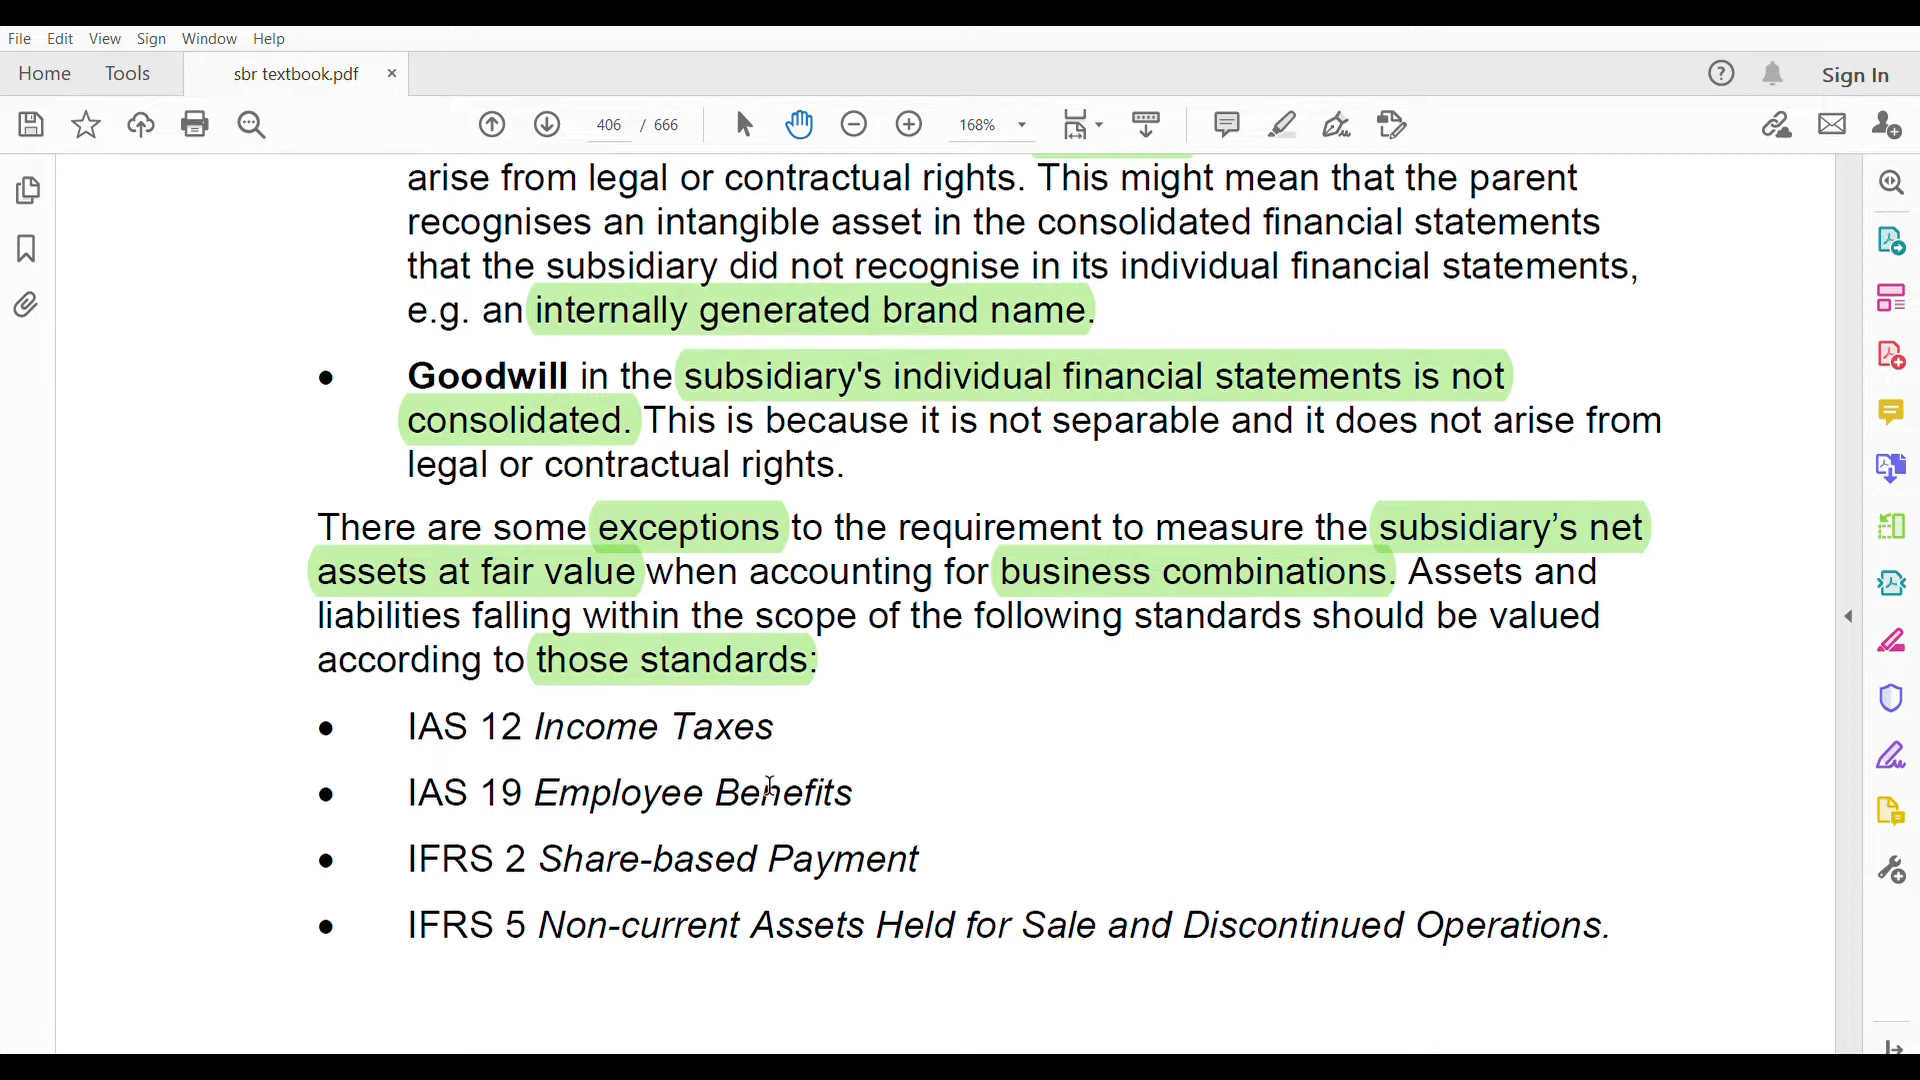 File Edit View Sign Window Help
Home Tools sbr textbook.pdf × Sign In
406 / 666 168%
arise from legal or contractual rights. This might mean that the parent
recognises an intangible asset in the consolidated financial statements
that the subsidiary did not recognise in its individual financial statements,
e.g. an internally generated brand name.
• Goodwill in the subsidiary's individual financial statements is not
consolidated. This is because it is not separable and it does not arise from
legal or contractual rights.
There are some exceptions to the requirement to measure the subsidiary’s net
assets at fair value when accounting for business combinations. Assets and
liabilities falling within the scope of the following standards should be valued
according to those standards:
• IAS 12 Income Taxes
• IAS 19 Employee Benefits
• IFRS 2 Share-based Payment
• IFRS 5 Non-current Assets Held for Sale and Discontinued Operations.